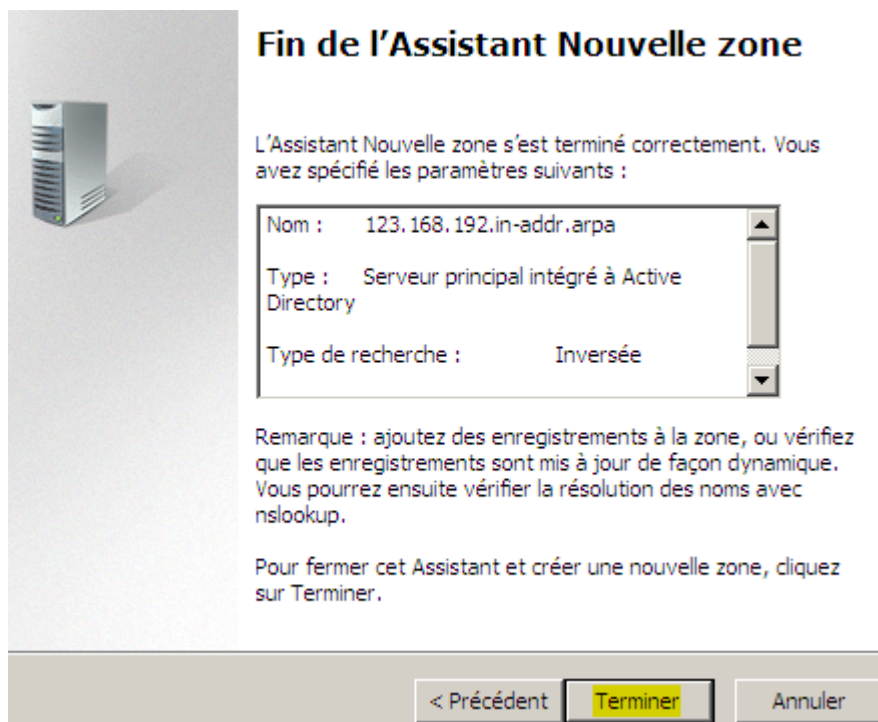 Fin de l'Assistant Nouvelle zone
L'Assistant Nouvelle zone s'est terminé correctement. Vous
avez spécifié les paramètres suivants :
Nom : 123.168.192.in-addr.arpa
Type : Serveur principal intégré à Active
Directory
Type de recherche : Inversée
Remarque : ajoutez des enregistrements à la zone, ou vérifiez
que les enregistrements sont mis à jour de façon dynamique.
Vous pourrez ensuite vérifier la résolution des noms avec
nslookup.
Pour fermer cet Assistant et créer une nouvelle zone, cliquez
sur Terminer.
< Précédent Terminer Annuler